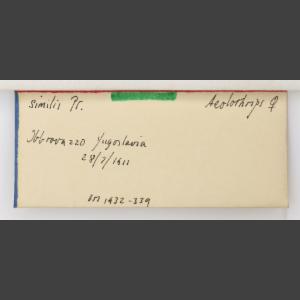 similis Pr.
Aeolothrips ♀
Obbrovazzo Yugoslavia
28/7/1911
BM 1932-339